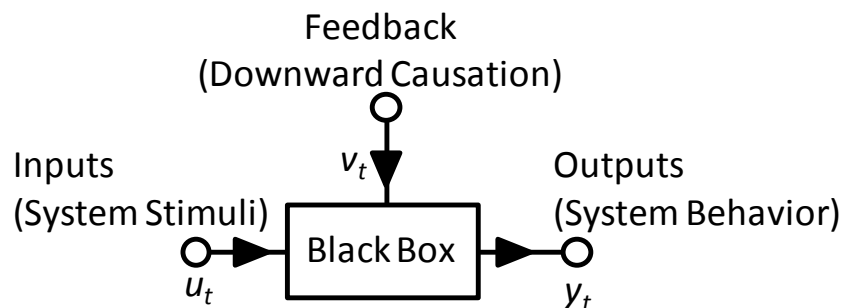 Feedback
(Downward Causation)
v_t
Inputs
(System Stimuli)
Outputs
(System Behavior)
Black Box
u_t
y_t